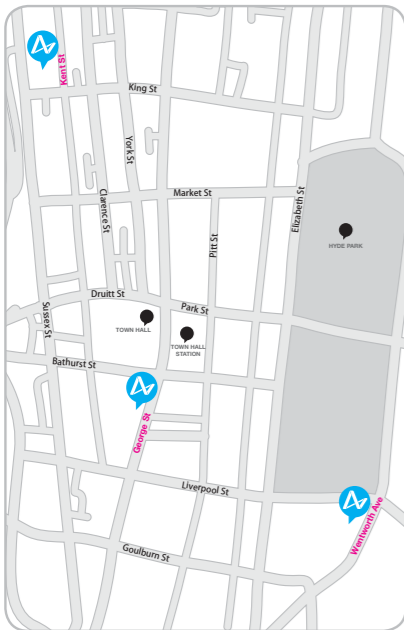 Kent St
King St
York St
Clarence St
Market St
Elizabeth St
Pitt St
HYDE PARK
Druitt St
Sussex St
Park St
TOWN HALL
TOWN HALL
STATION
Bathurst St
George St
Liverpool St
Wentworth Ave
Goulburn St